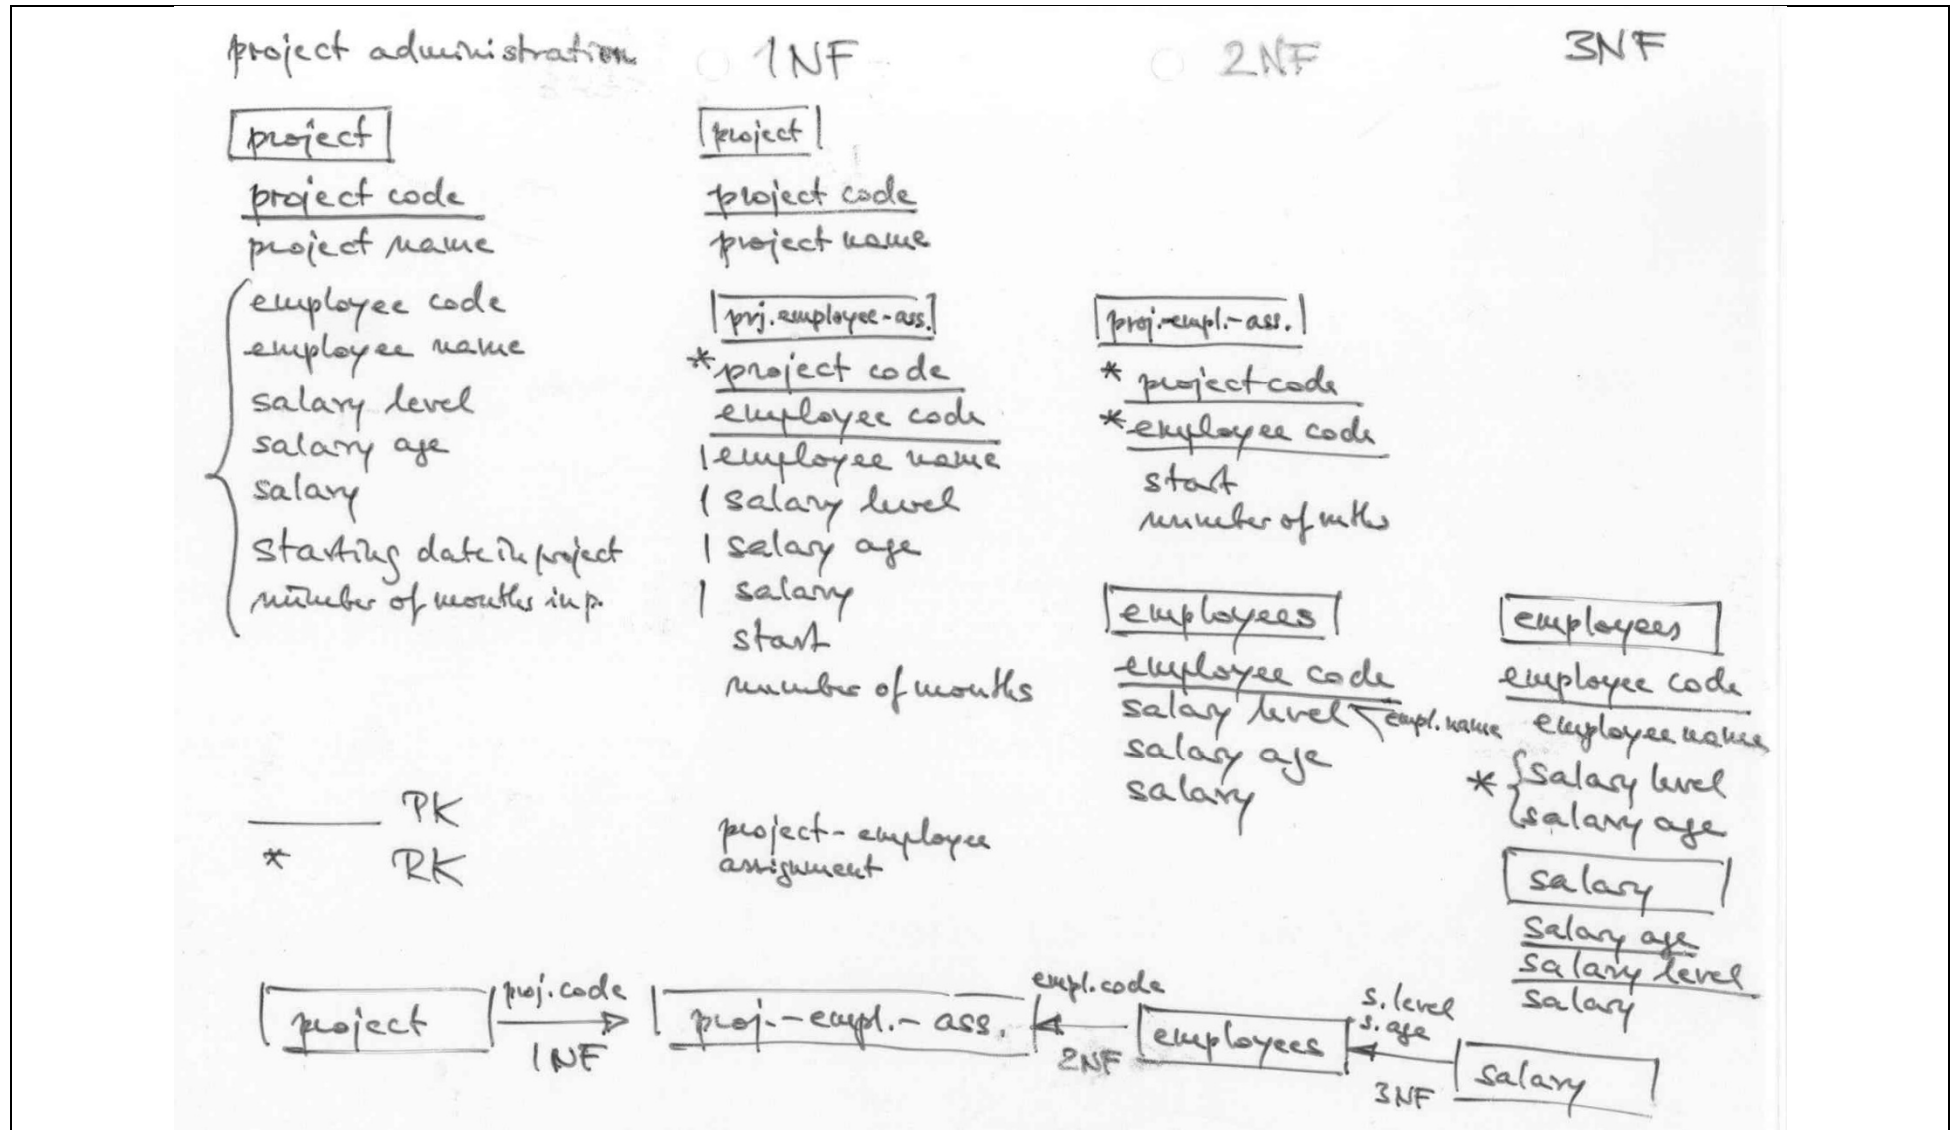 project administration
project
project code
project name
employee code
employee name
salary level
salary age
salary
starting date in project
number of months in p.
PK
* RK
1NF
project
project code
project name
prj.employee-ass.
* project code
employee code
employee name
salary level
salary age
salary
start
number of months
project-employee
assignment
2NF
proj.-empl.-ass.
* project code
* employee code
start
number of mths
employees
employee code
salary level empl.name
salary age
salary
3NF
employees
employee code
employee name
* salary level
salary age
salary
salary age
salary level
salary
project
proj.code
1NF
proj.-empl.-ass.
empl.code
2NF
employees
s.level
s.age
3NF
salary